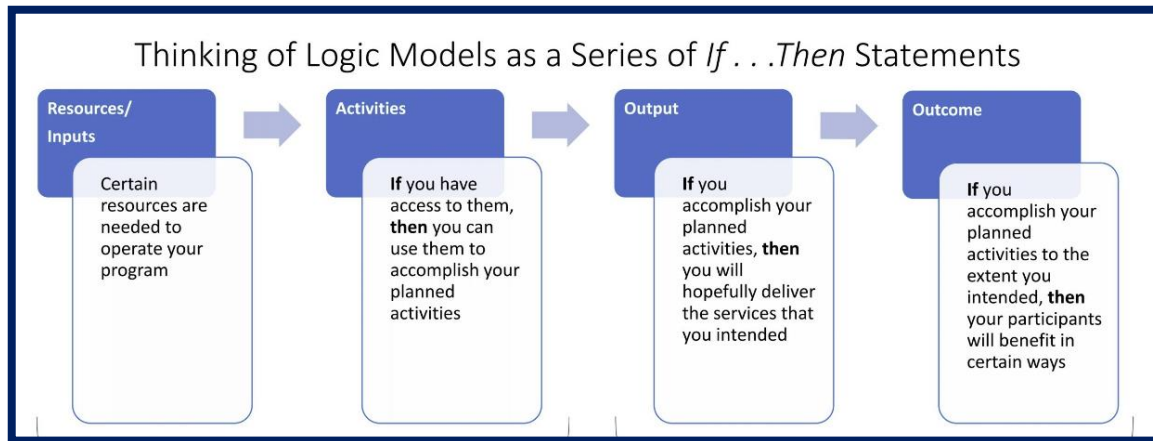 Thinking of Logic Models as a Series of If . . .Then Statements
Resources/
Inputs
Certain
resources are
needed to
operate your
program
Activities
If you have
access to them,
then you can
use them to
accomplish your
planned
activities
Output
If you
accomplish your
planned
activities, then
you will
hopefully deliver
the services that
you intended
Outcome
If you
accomplish your
planned
activities to the
extent you
intended, then
your participants
will benefit in
certain ways